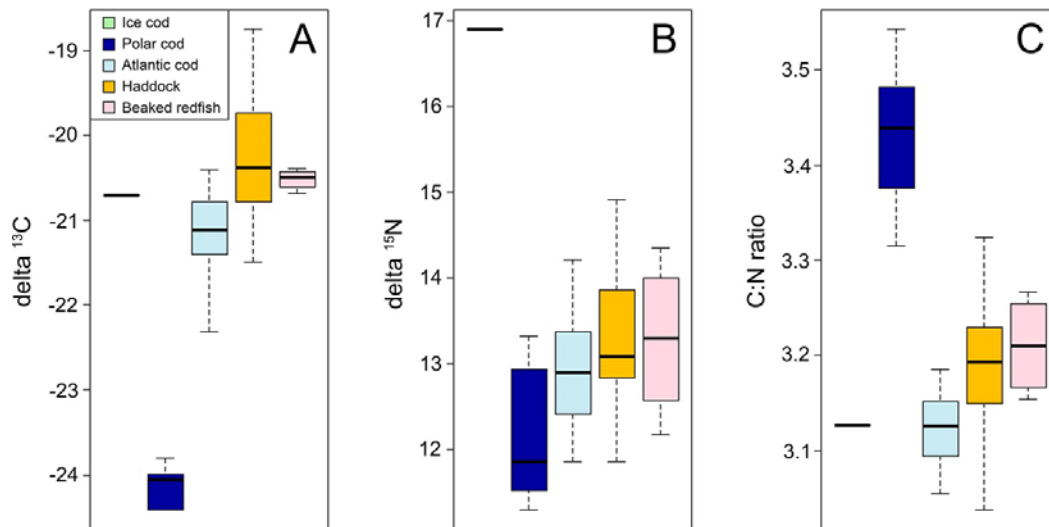 Ice cod
Polar cod
Atlantic cod
Haddock
Beaked redfish
A
-19
-20
-21
-22
-23
-24
delta ¹³C
B
17
16
15
14
13
12
delta ¹⁵N
C
3.5
3.4
3.3
3.2
3.1
C:N ratio